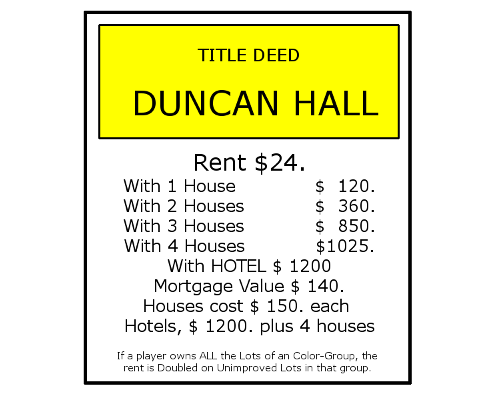 TITLE DEED
DUNCAN HALL
Rent $24.
With 1 House $ 120.
With 2 Houses $ 360.
With 3 Houses $ 850.
With 4 Houses $1025.
With HOTEL $ 1200
Mortgage Value $ 140.
Houses cost $ 150. each
Hotels, $ 1200. plus 4 houses
If a player owns ALL the Lots of an Color-Group, the
rent is Doubled on Unimproved Lots in that group.